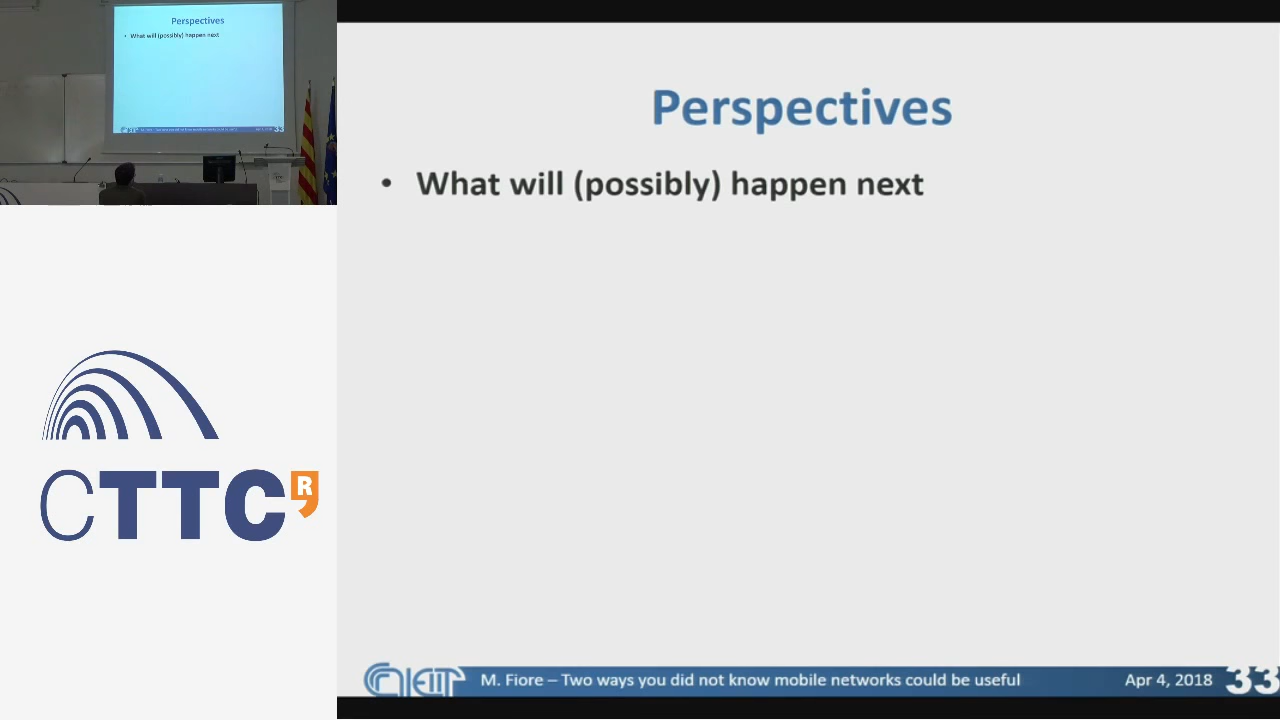 Perspectives
• What will (possibly) happen next
Perspectives
• What will (possibly) happen next
33
CTTC
R
M. Fiore – Two ways you did not know mobile networks could be useful
Apr 4, 2018
33